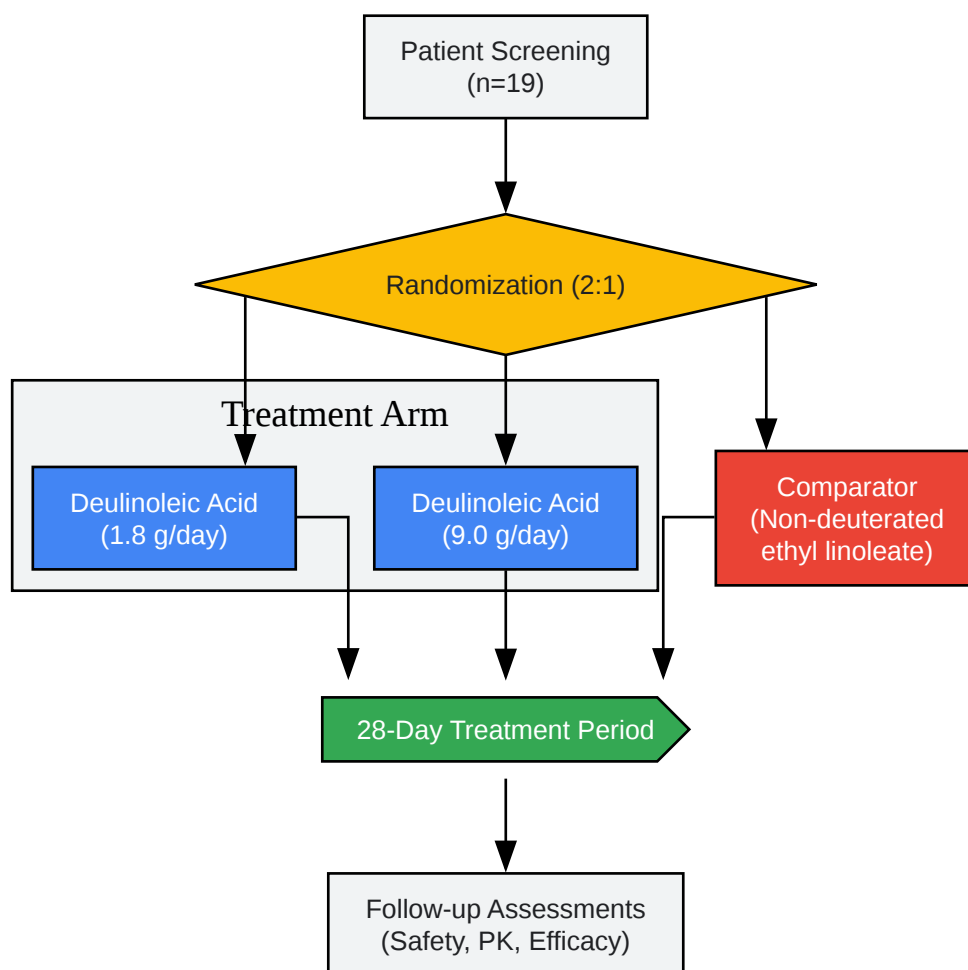 Patient Screening
(n=19)
Randomization (2:1)
Treatment Arm
Deulinoleic Acid
(1.8 g/day)
Deulinoleic Acid
(9.0 g/day)
Comparator
(Non-deuterated
ethyl linoleate)
28-Day Treatment Period
Follow-up Assessments
(Safety, PK, Efficacy)